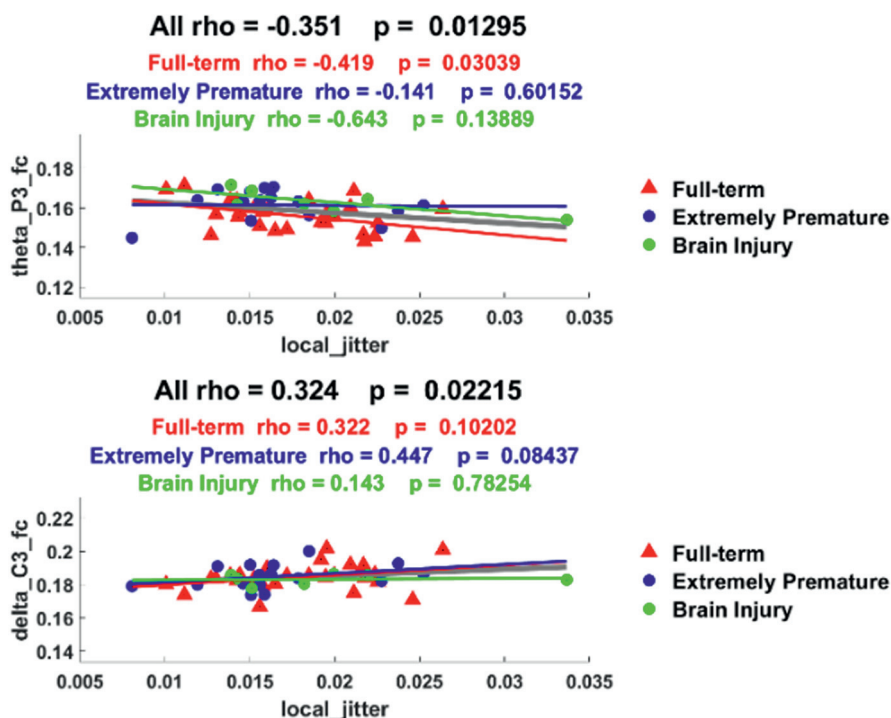 All rho = -0.351 p = 0.01295
Full-term rho = -0.419 p = 0.03039
Extremely Premature rho = -0.141 p = 0.60152
Brain Injury rho = -0.643 p = 0.13889
theta_P3_fc
0.18
0.16
0.14
0.12
0.005 0.01 0.015 0.02 0.025 0.03 0.035
local_jitter
Full-term
Extremely Premature
Brain Injury
All rho = 0.324 p = 0.02215
Full-term rho = 0.322 p = 0.10202
Extremely Premature rho = 0.447 p = 0.08437
Brain Injury rho = 0.143 p = 0.78254
delta_C3_fc
0.22
0.2
0.18
0.16
0.14
0.005 0.01 0.015 0.02 0.025 0.03 0.035
local_jitter
Full-term
Extremely Premature
Brain Injury